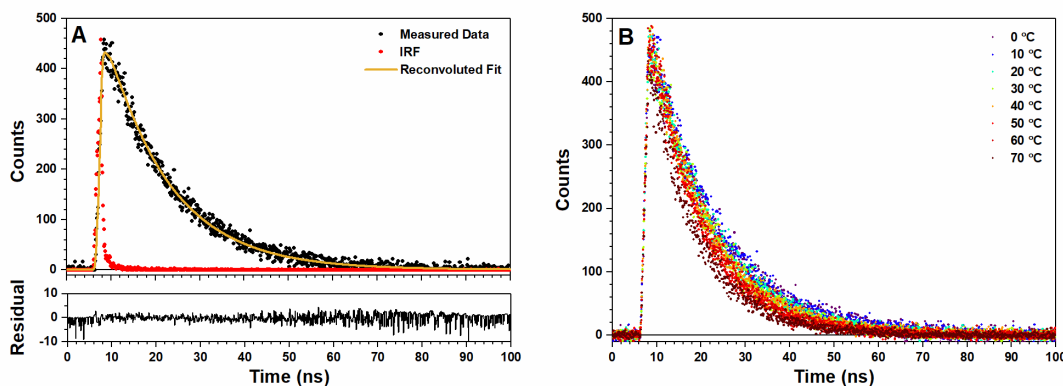 A
Measured Data
IRF
Reconvoluted Fit
Counts
500
400
300
200
100
0
Residual
10
0
-10
0 10 20 30 40 50 60 70 80 90 100
Time (ns)
B
0 °C
10 °C
20 °C
30 °C
40 °C
50 °C
60 °C
70 °C
Counts
500
400
300
200
100
0
0 10 20 30 40 50 60 70 80 90 100
Time (ns)